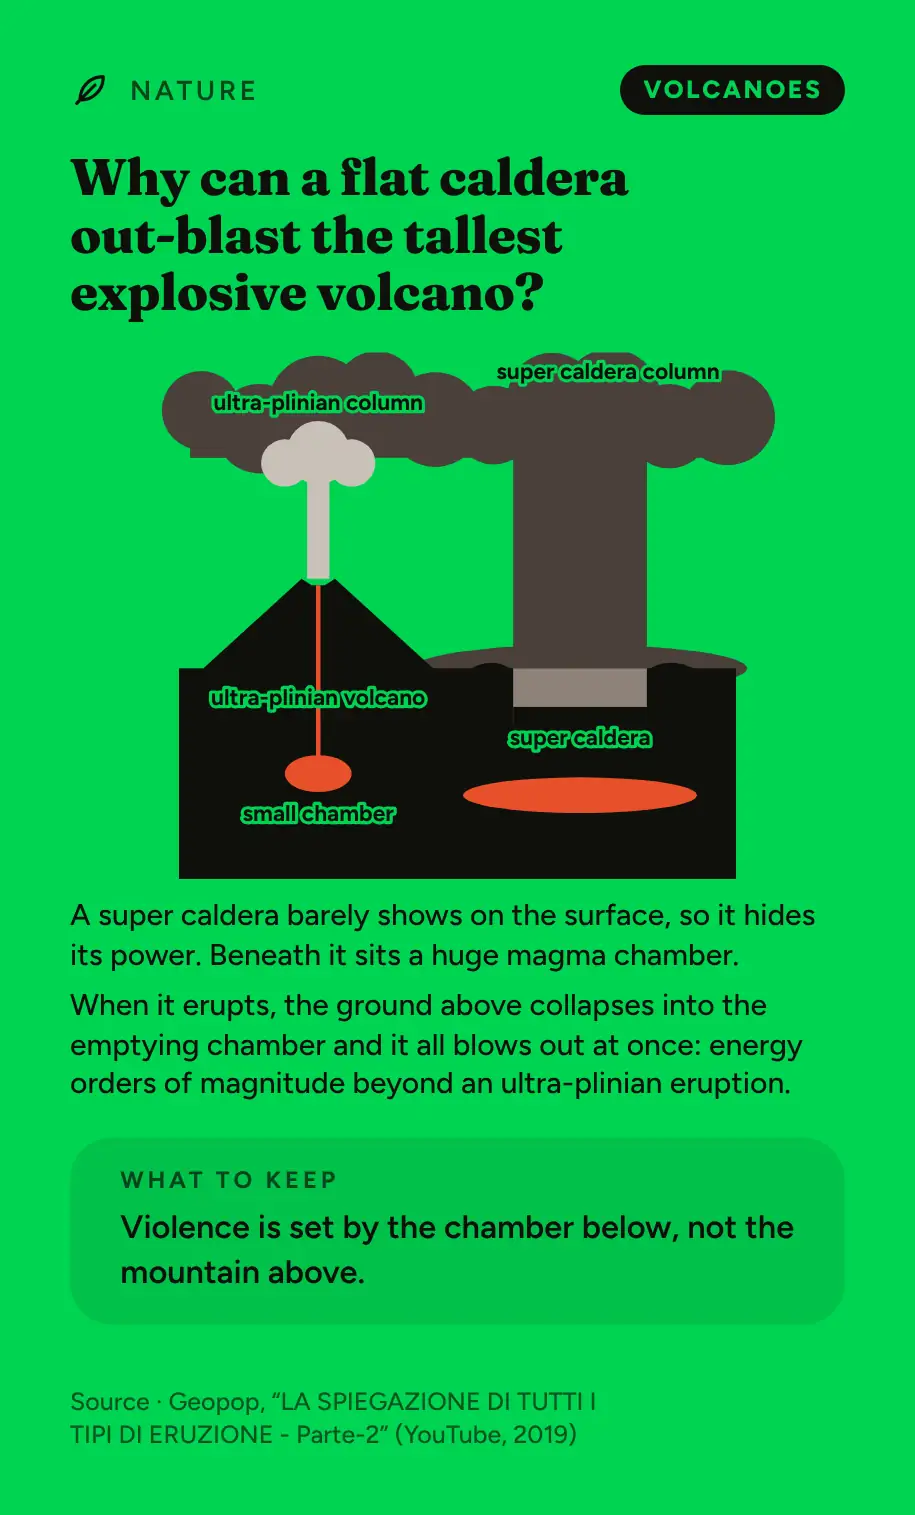 NATURE
VOLCANOES
Why can a flat caldera
out-blast the tallest
explosive volcano?
super caldera column
ultra-plinian column
ultra-plinian volcano
super caldera
small chamber
A super caldera barely shows on the surface, so it hides
its power. Beneath it sits a huge magma chamber.
When it erupts, the ground above collapses into the
emptying chamber and it all blows out at once: energy
orders of magnitude beyond an ultra-plinian eruption.
WHAT TO KEEP
Violence is set by the chamber below, not the
mountain above.
Source · Geopop, “LA SPIEGAZIONE DI TUTTI I
TIPI DI ERUZIONE - Parte-2” (YouTube, 2019)